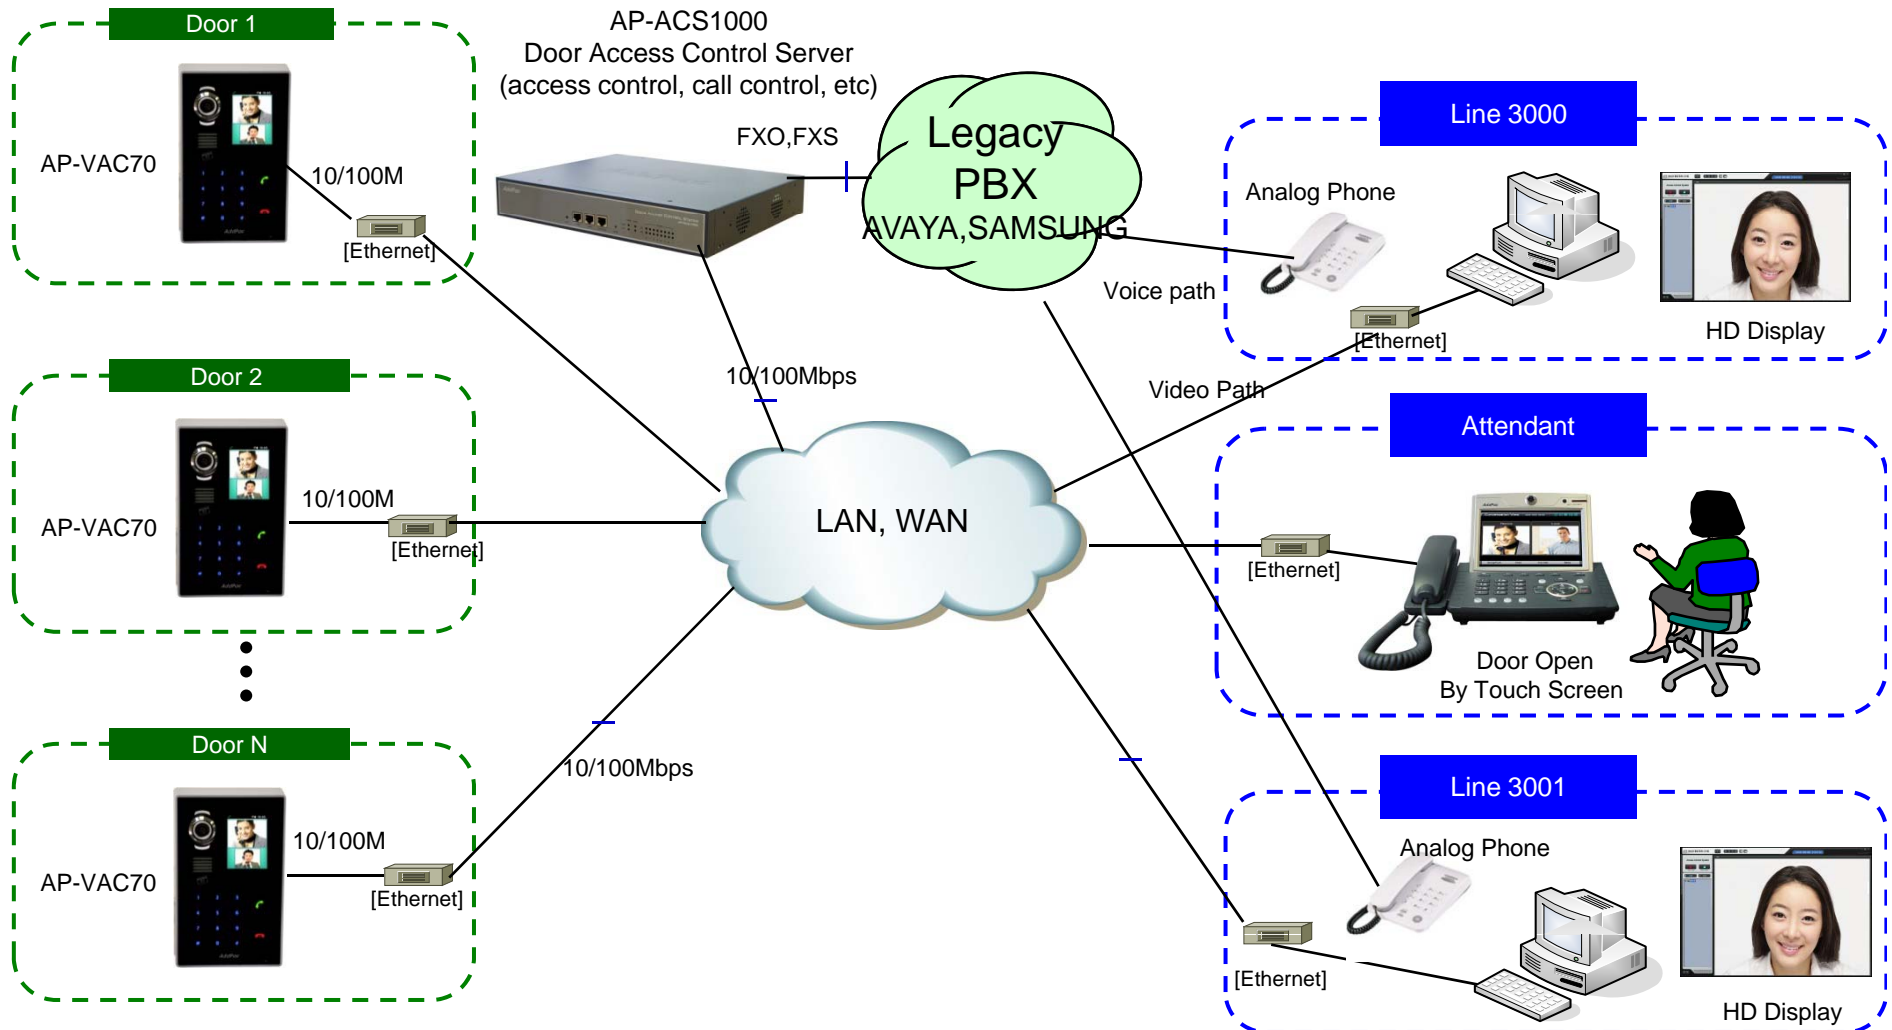 Door 1
AP-VAC70
10/100M
[Ethernet]
AP-ACS1000
Door Access Control Server
(access control, call control, etc)
FXO,FXS
Legacy
PBX
AVAYA,SAMSUNG
10/100Mbps
Line 3000
Analog Phone
Voice path
[Ethernet]
HD Display
Video Path
Door 2
AP-VAC70
10/100M
[Ethernet]
LAN, WAN
Attendant
[Ethernet]
Door Open
By Touch Screen
Door N
AP-VAC70
10/100M
[Ethernet]
10/100Mbps
Line 3001
Analog Phone
[Ethernet]
HD Display